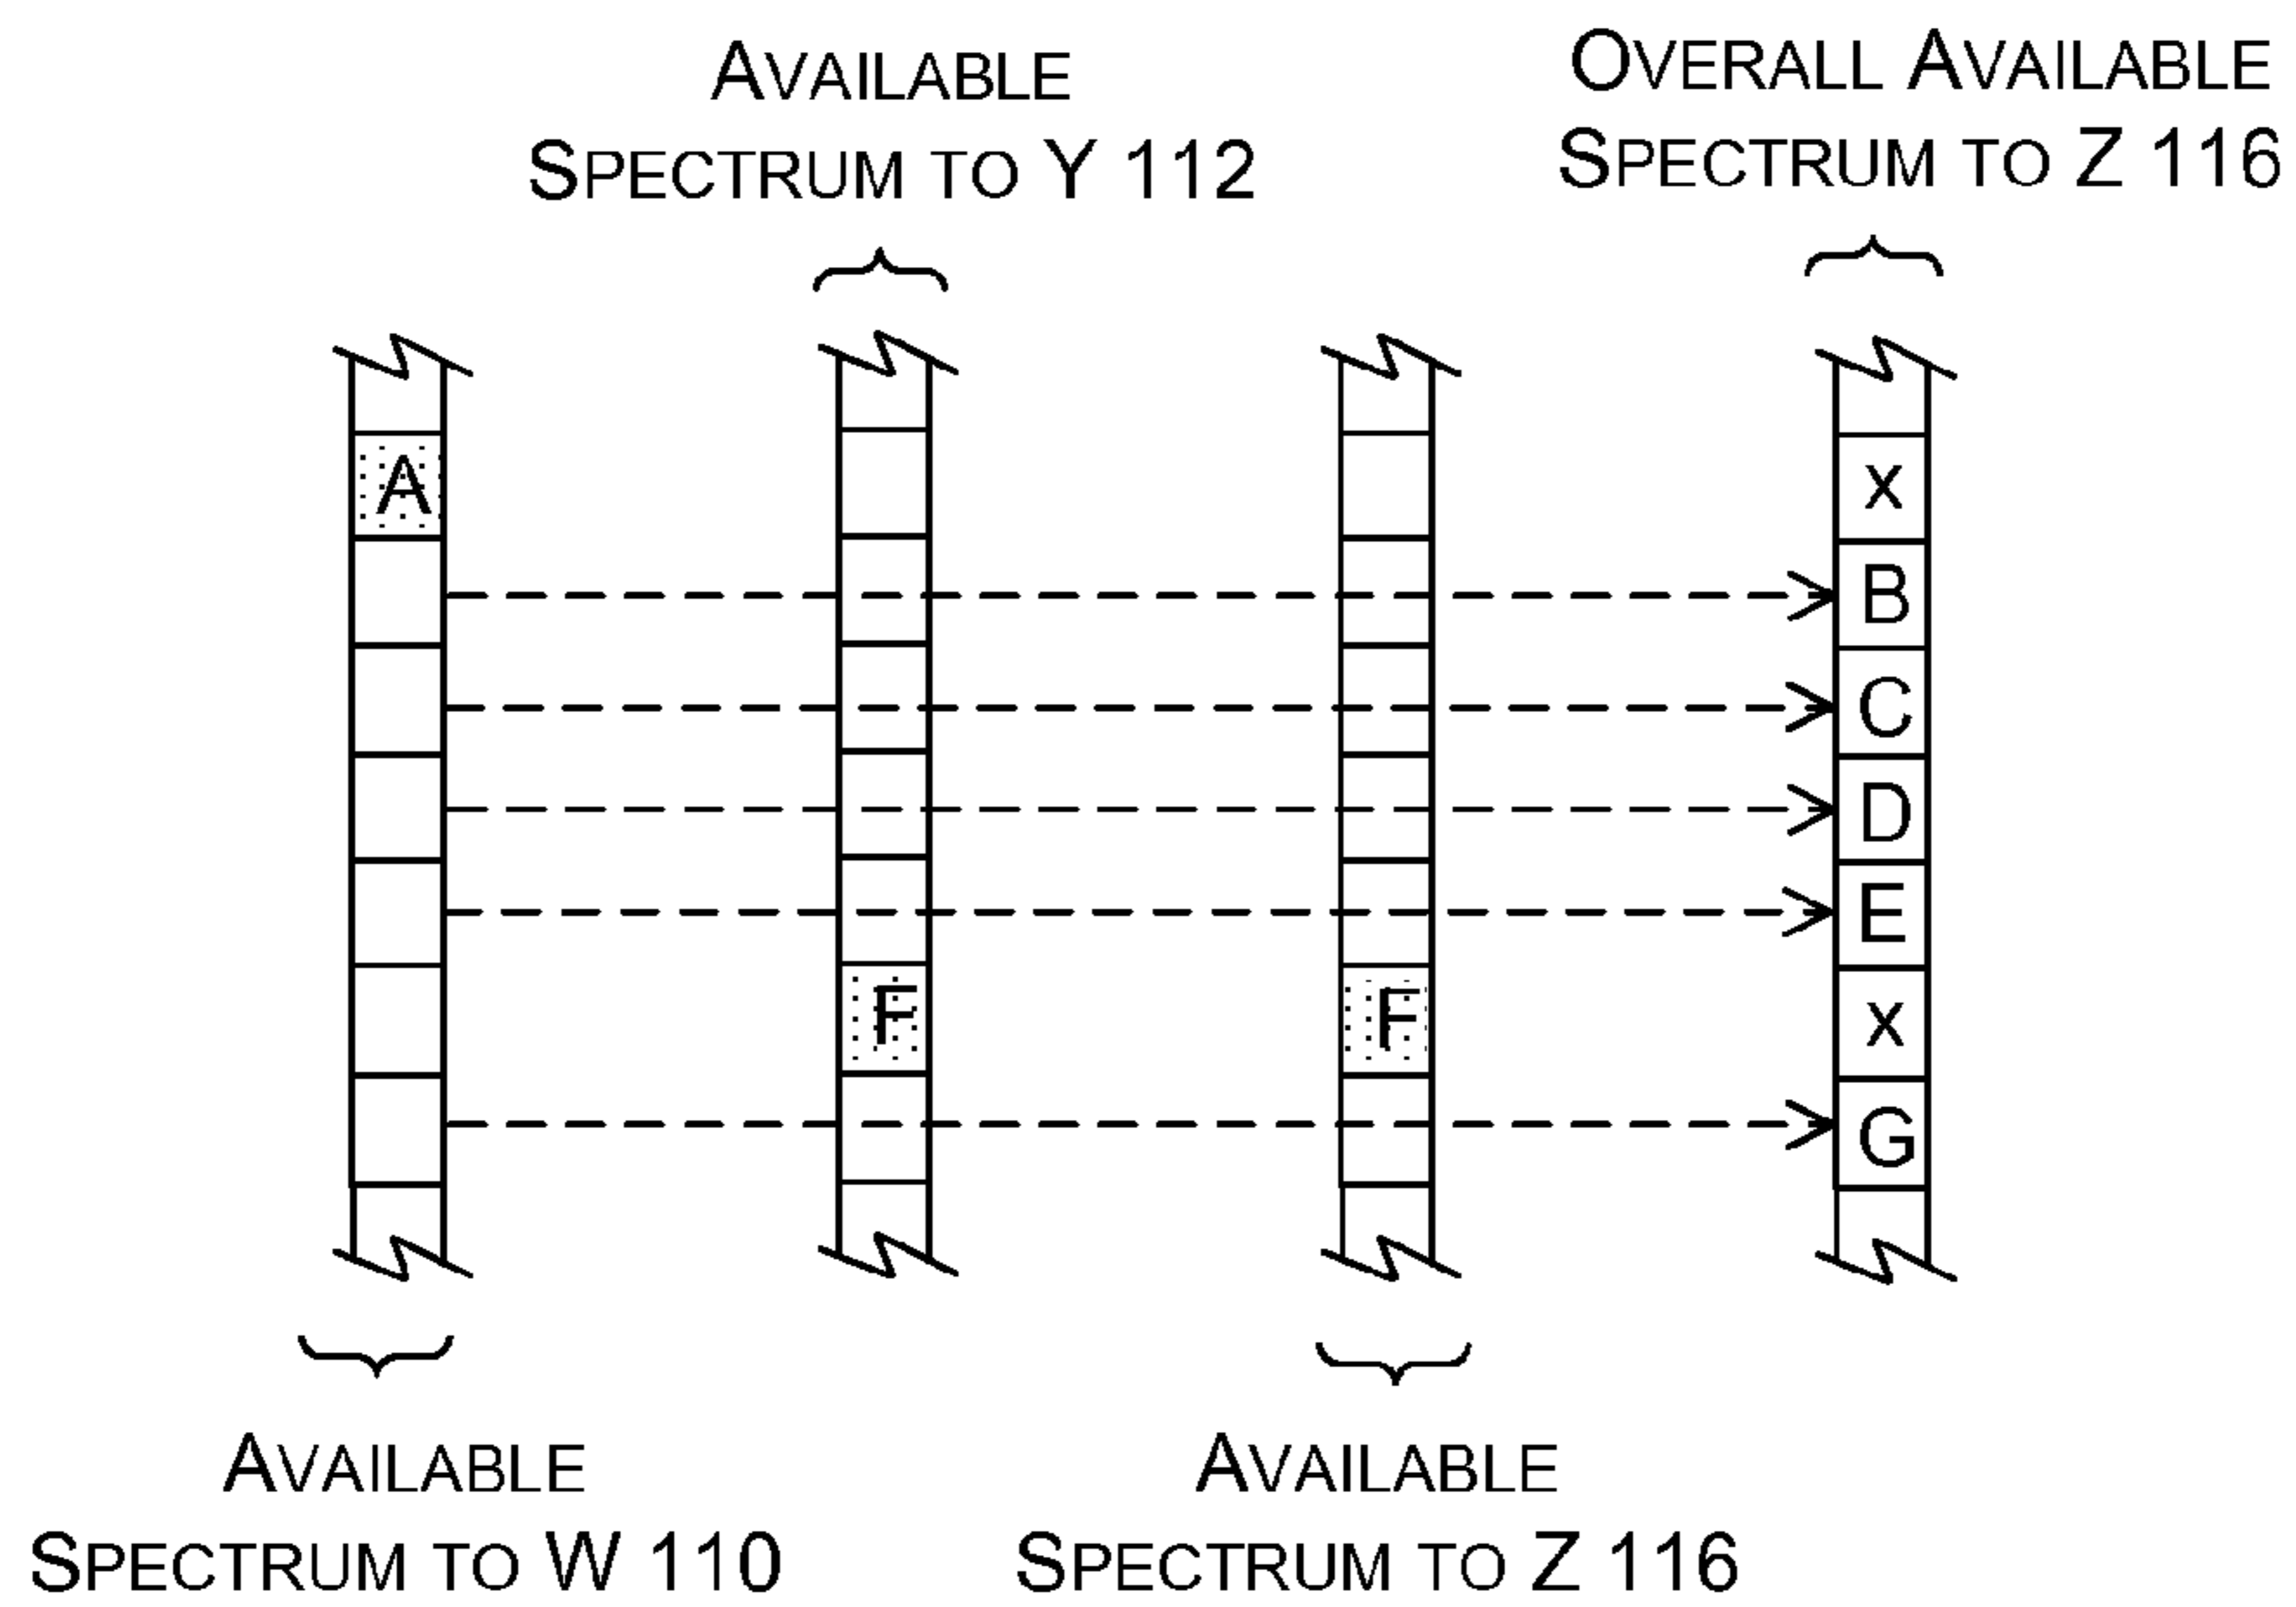 AVAILABLE
SPECTRUM TO Y 112
OVERALL AVAILABLE
SPECTRUM TO Z 116
A
x
B
C
D
E
F
F
x
G
AVAILABLE
SPECTRUM TO W 110
AVAILABLE
SPECTRUM TO Z 116